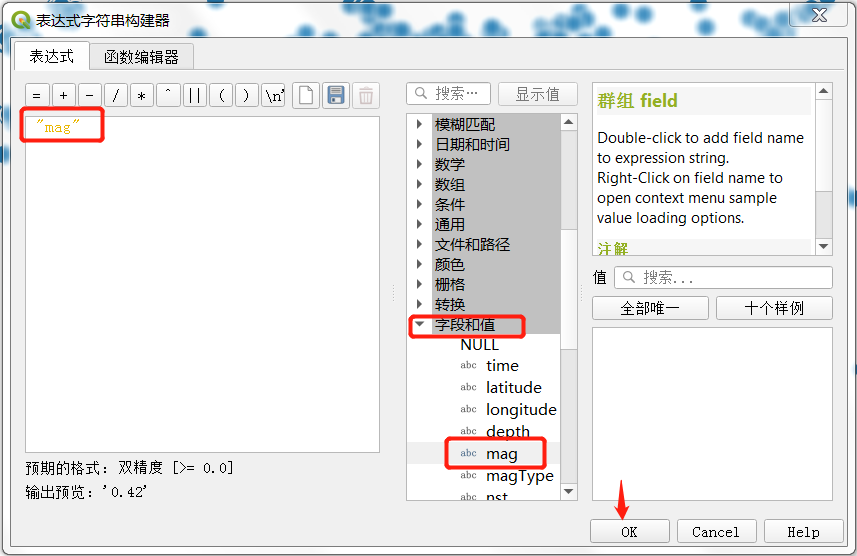 表达式字符串构建器
表达式 函数编辑器
= + - / * ^ || ( ) \n'
"mag"
预期的格式: 双精度 [>= 0.0]
输出预览: '0.42'
搜索… 显示值
模糊匹配
日期和时间
数学
数组
条件
通用
文件和路径
颜色
栅格
转换
字段和值
NULL
abc time
abc latitude
abc longitude
abc depth
abc mag
abc magType
abc nst
群组 field
Double-click to add field name
to expression string.
Right-Click on field name to
open context menu sample
value loading options.
注解
值 搜索...
全部唯一 十个样例
OK Cancel Help